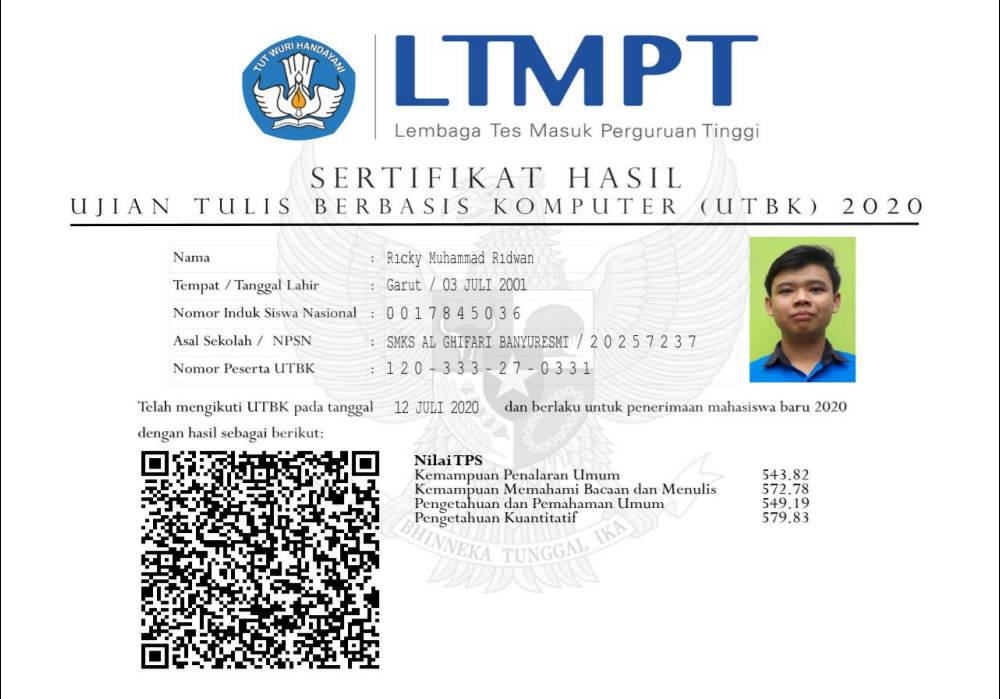 TUT WURI HANDAYANI
LTMPT
Lembaga Tes Masuk Perguruan Tinggi
SERTIFIKAT HASIL
UJIAN TULIS BERBASIS KOMPUTER (UTBK) 2020
Nama : Ricky Muhammad Ridwan
Tempat / Tanggal Lahir : Garut / 03 JULI 2001
Nomor Induk Siswa Nasional : 0017845036
Asal Sekolah / NPSN : SMKS AL GHIFARI BANYURESMI / 20257237
Nomor Peserta UTBK : 120-333-27-0331
Telah mengikuti UTBK pada tanggal 12 JULI 2020 dan berlaku untuk penerimaan mahasiswa baru 2020
dengan hasil sebagai berikut:
Nilai TPS
Kemampuan Penalaran Umum 543,82
Kemampuan Memahami Bacaan dan Menulis 572,78
Pengetahuan dan Pemahaman Umum 549,19
Pengetahuan Kuantitatif 579,83
BHINNEKA TUNGGAL IKA